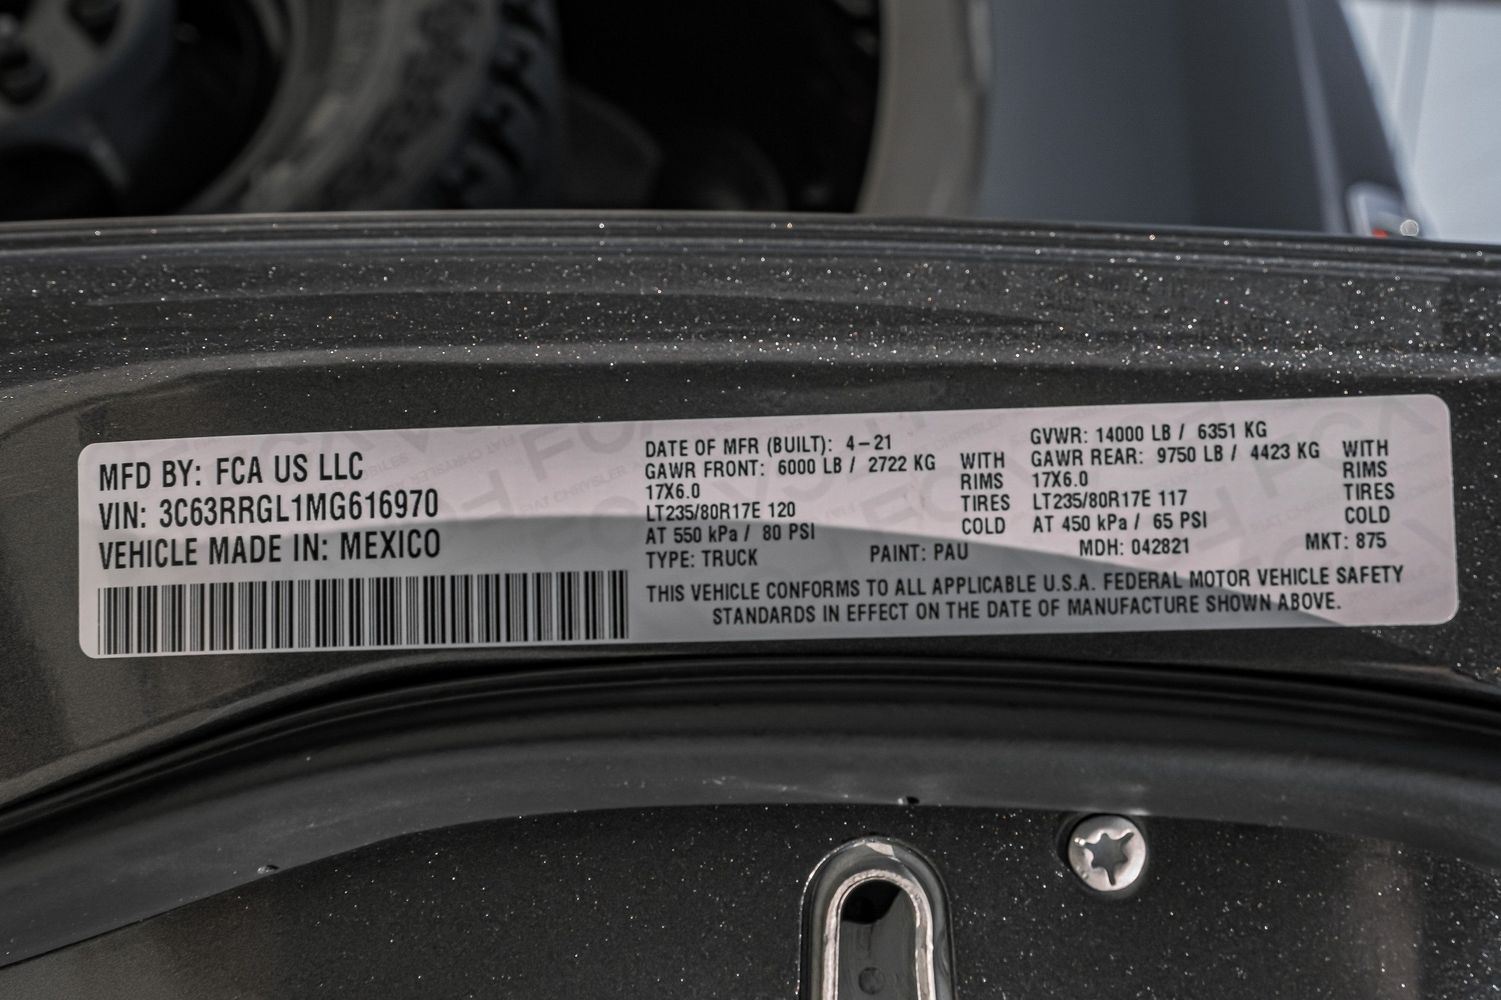 MFD BY: FCA US LLC
VIN: 3C63RRGL1MG616970
VEHICLE MADE IN: MEXICO
DATE OF MFR (BUILT): 4-21
GAWR FRONT: 6000 LB / 2722 KG
17X6.0
LT235/80R17E 120
AT 550 kPa / 80 PSI
WITH
RIMS
TIRES
COLD
GVWR: 14000 LB / 6351 KG
GAWR REAR: 9750 LB / 4423 KG
17X6.0
LT235/80R17E 117
AT 450 kPa / 65 PSI
WITH
RIMS
TIRES
COLD
TYPE: TRUCK PAINT: PAU MDH: 042821 MKT: 875
THIS VEHICLE CONFORMS TO ALL APPLICABLE U.S.A. FEDERAL MOTOR VEHICLE SAFETY
STANDARDS IN EFFECT ON THE DATE OF MANUFACTURE SHOWN ABOVE.